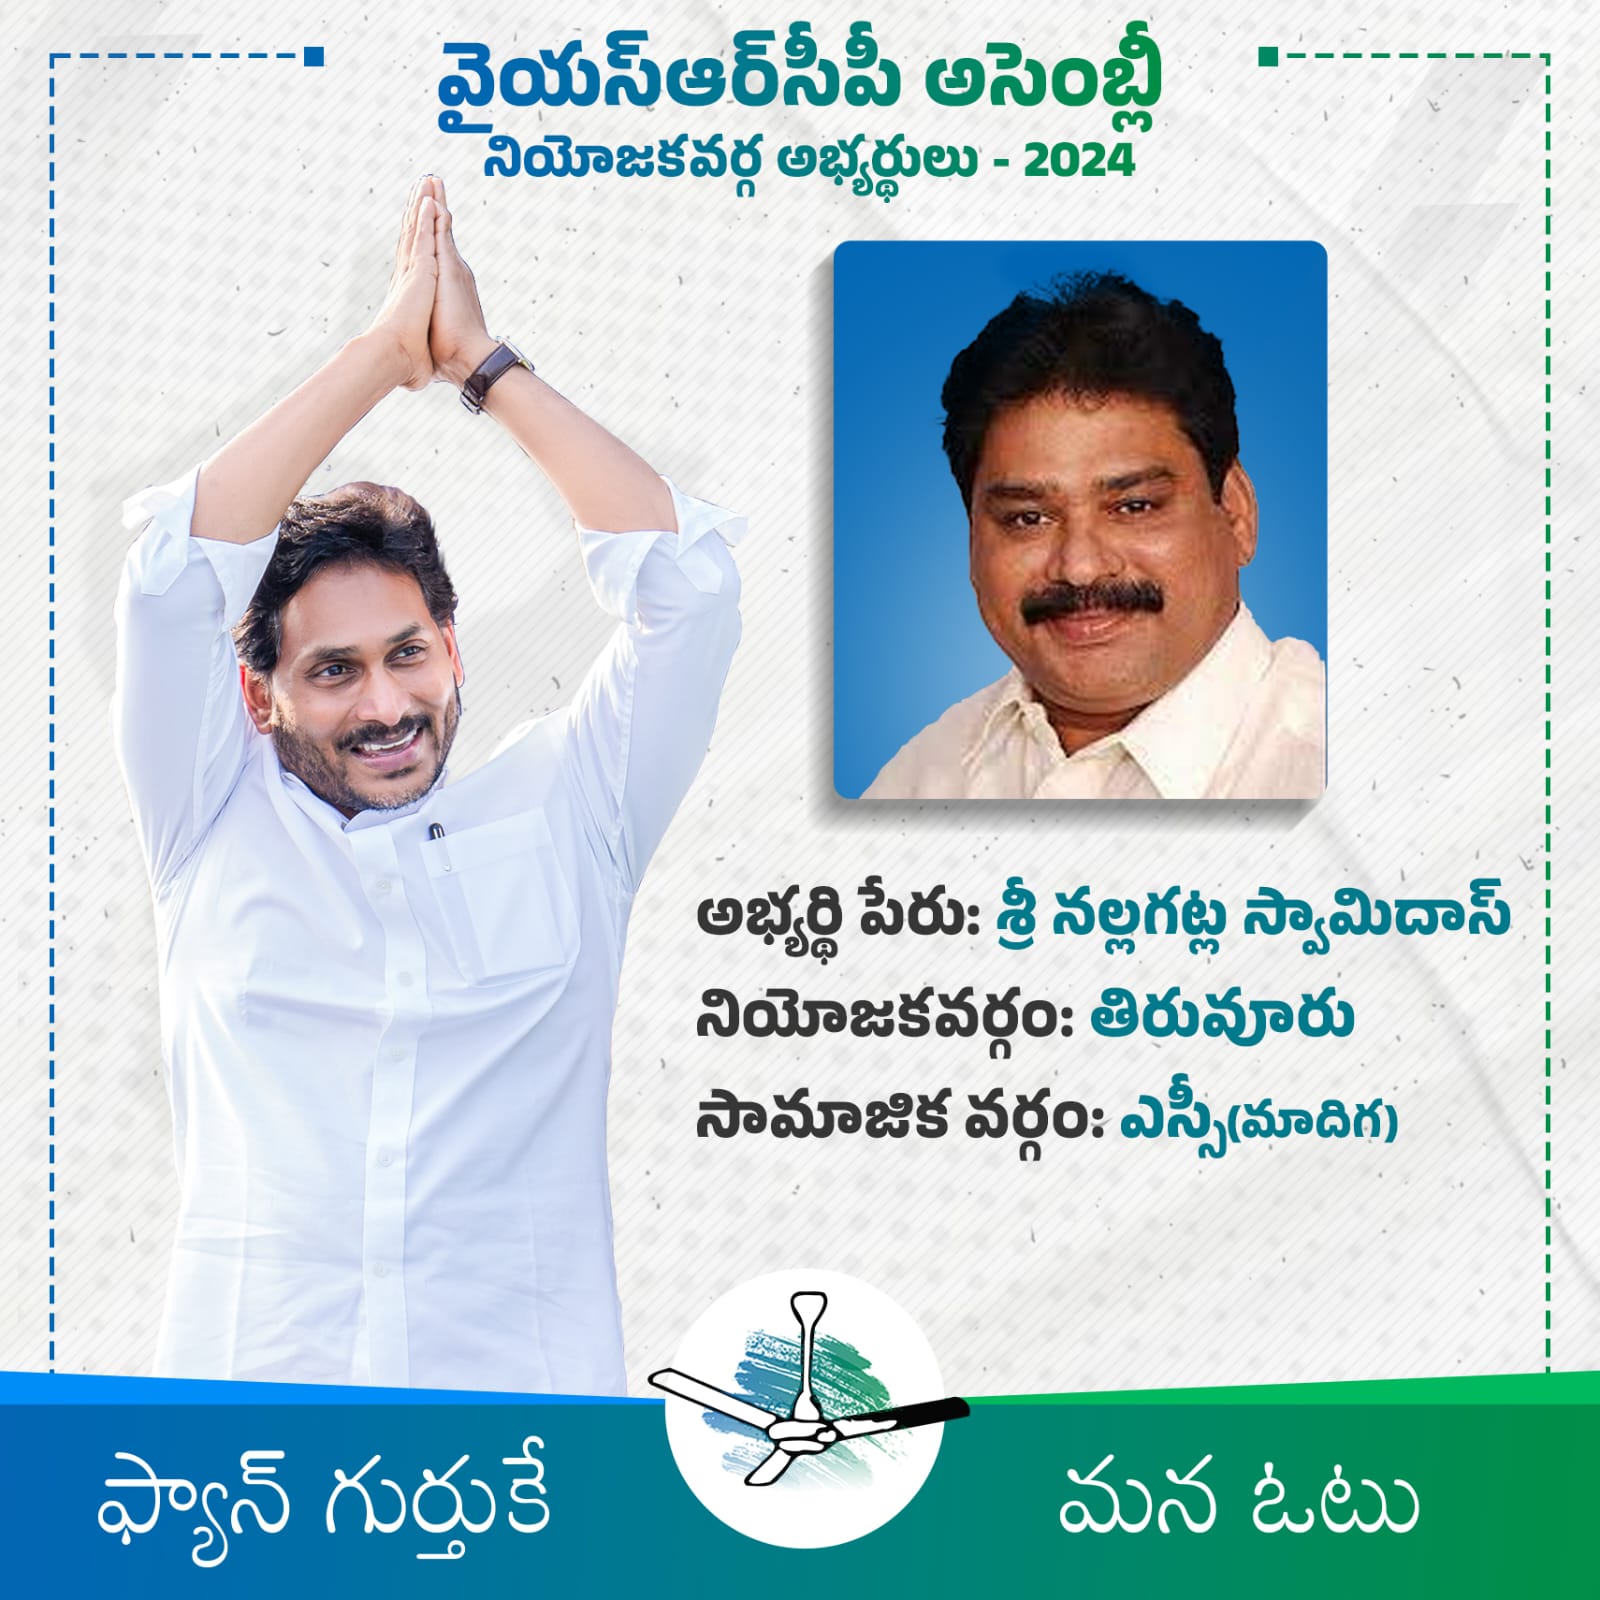 వైయస్ఆర్‌సీపీ అసెంబ్లీ
నియోజకవర్గ అభ్యర్థులు - 2024
అభ్యర్థి పేరు: శ్రీ నల్లగట్ల స్వామిదాస్
నియోజకవర్గం: తిరువూరు
సామాజిక వర్గం: ఎస్సీ(మాదిగ)
ఫ్యాన్ గుర్తుకే మన ఓటు